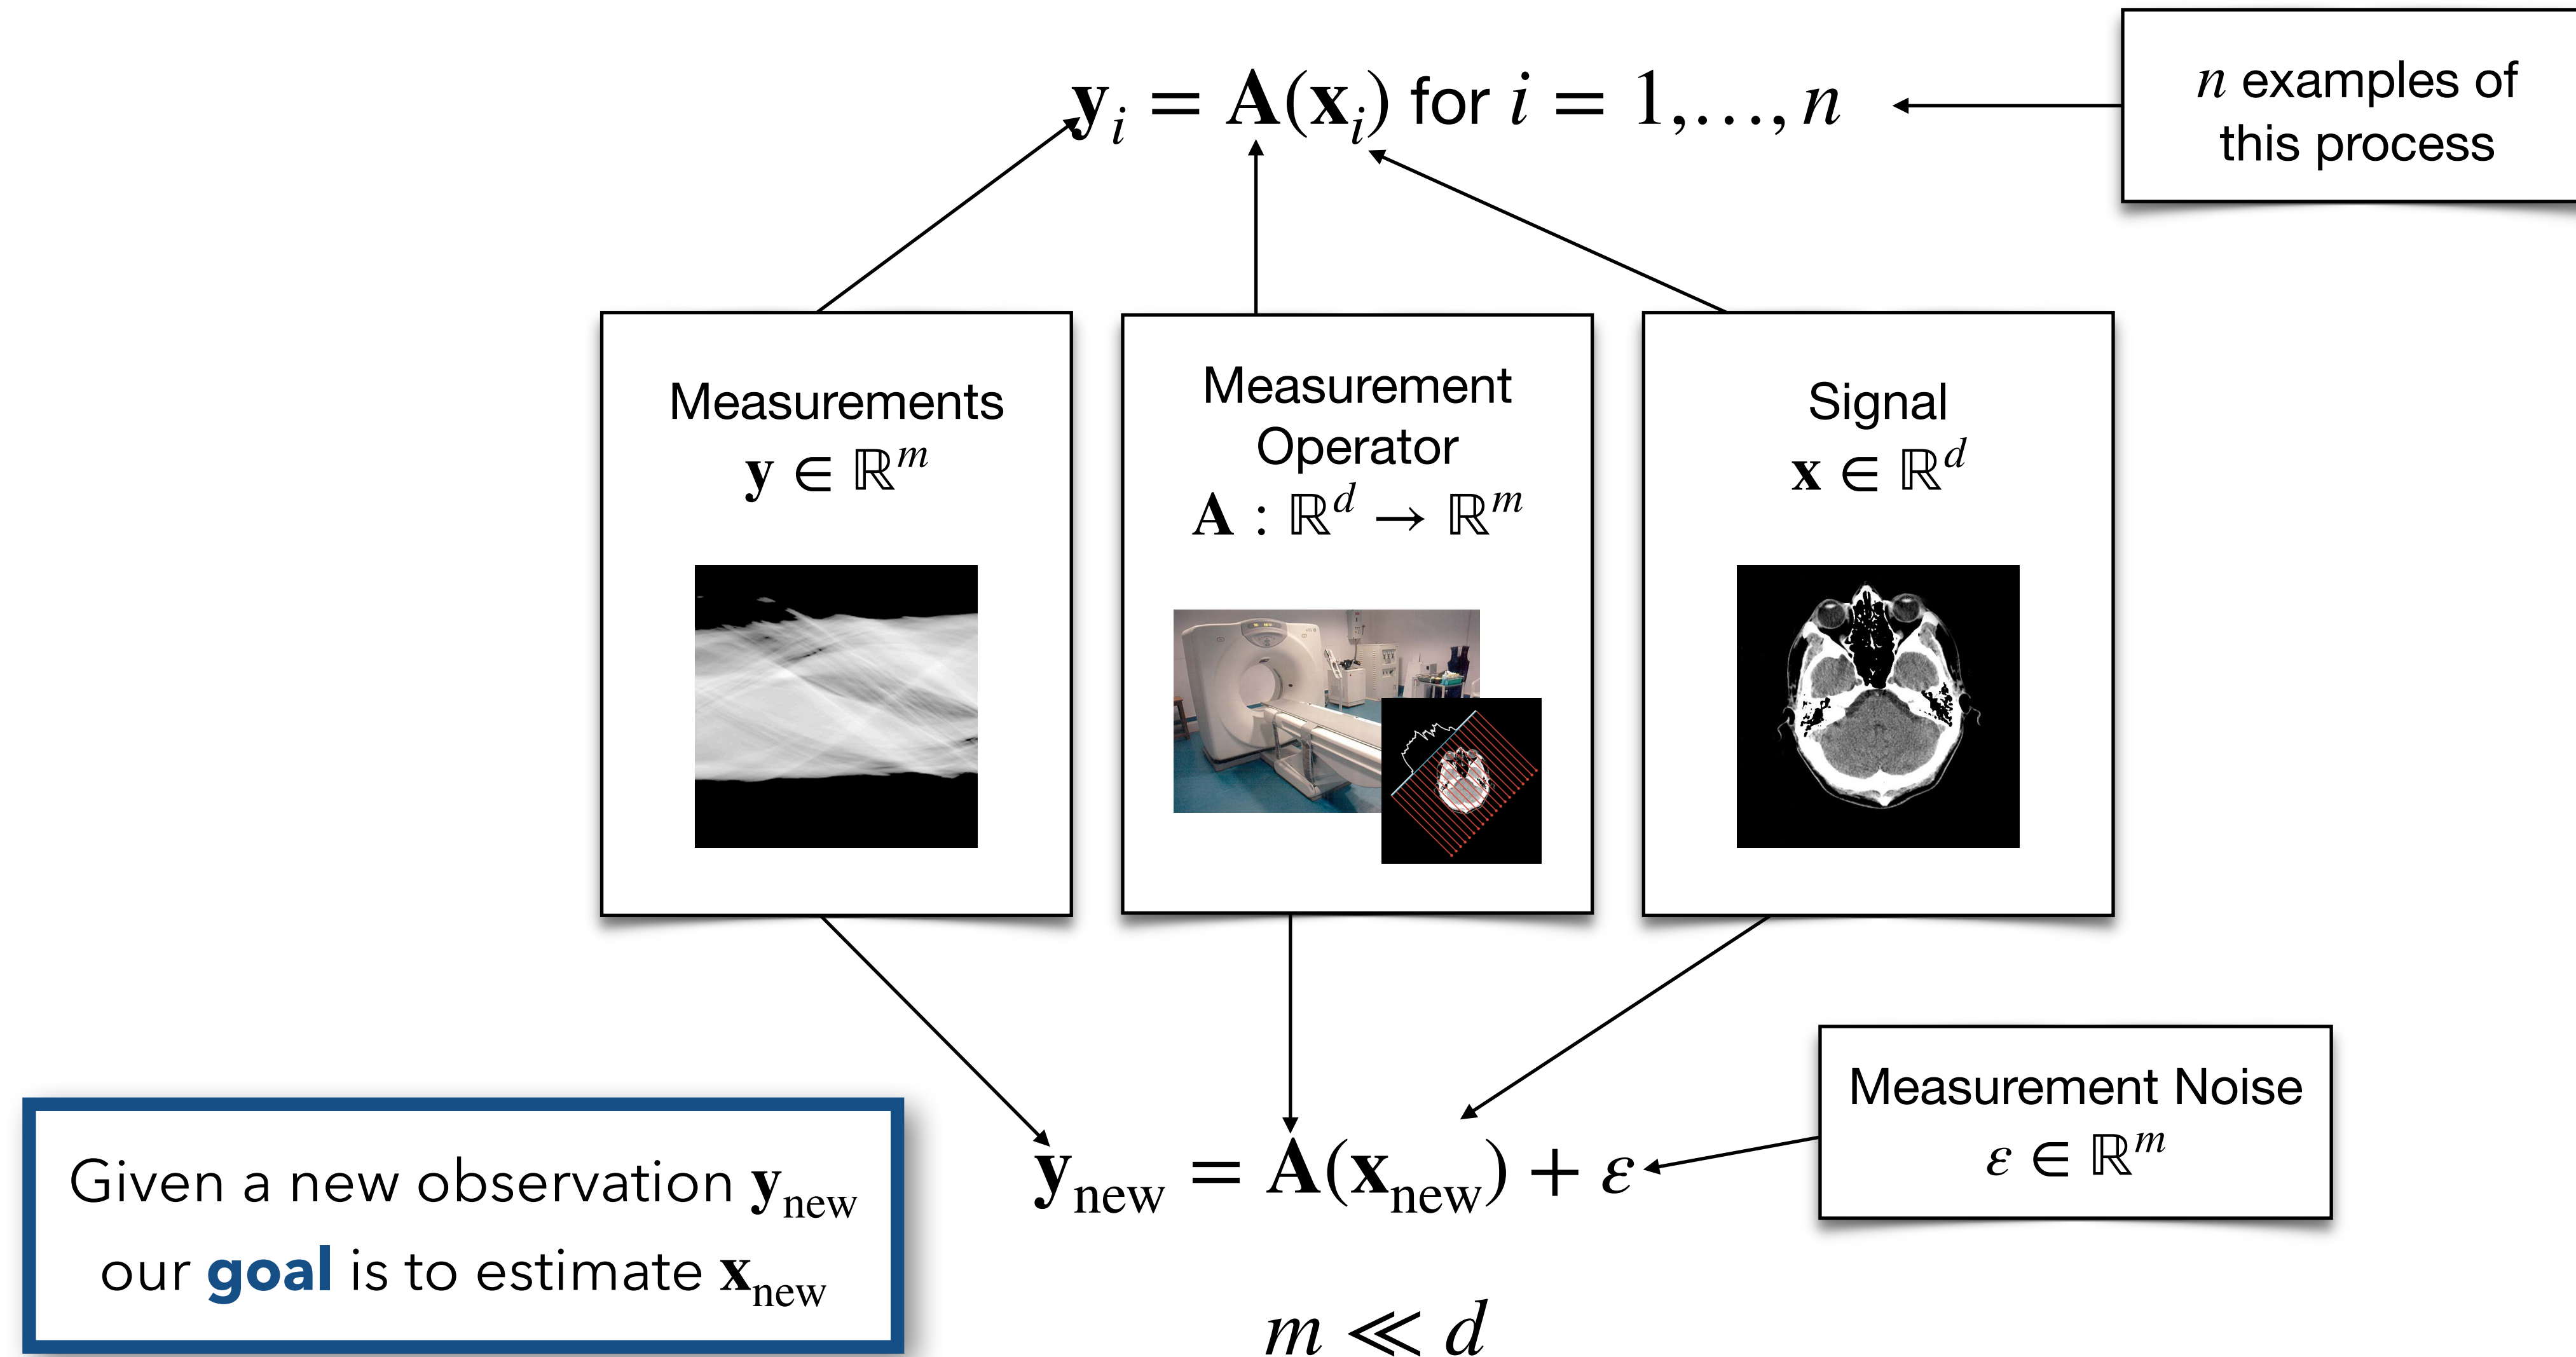 𝐲ᵢ = 𝐀(𝐱ᵢ) for i = 1,…, n
n examples of
this process
Measurements
𝐲 ∈ ℝᵐ
Measurement
Operator
𝐀 : ℝᵈ → ℝᵐ
Signal
𝐱 ∈ ℝᵈ
Given a new observation 𝐲_new
our goal is to estimate 𝐱_new
𝐲_new = 𝐀(𝐱_new) + ε
Measurement Noise
ε ∈ ℝᵐ
m ≪ d